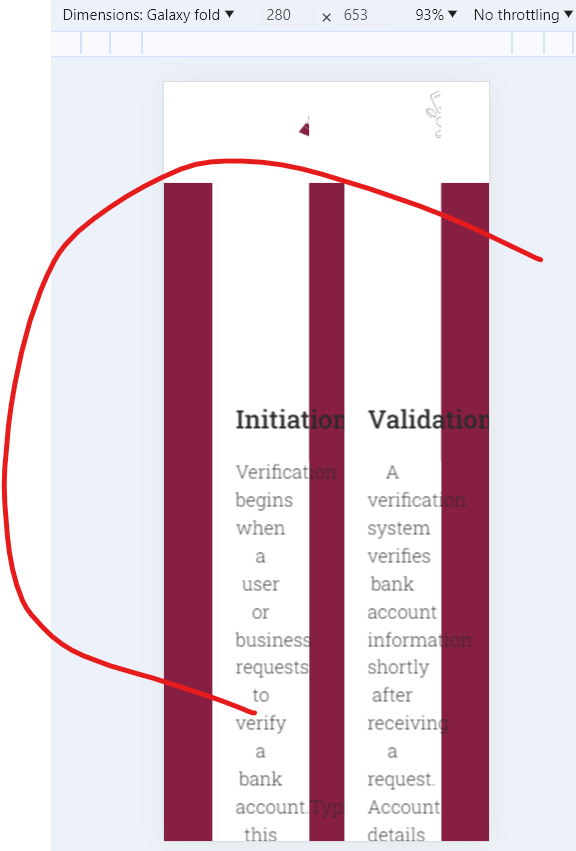 Dimensions: Galaxy fold ▼ 280 × 653 93% ▼ No throttling ▼
Initiation
Verification
begins
when
a
user
or
business
requests
to
verify
a
bank
account.Typ
this
Validation
A
verification
system
verifies
bank
account
information
shortly
after
receiving
a
request.
Account
details